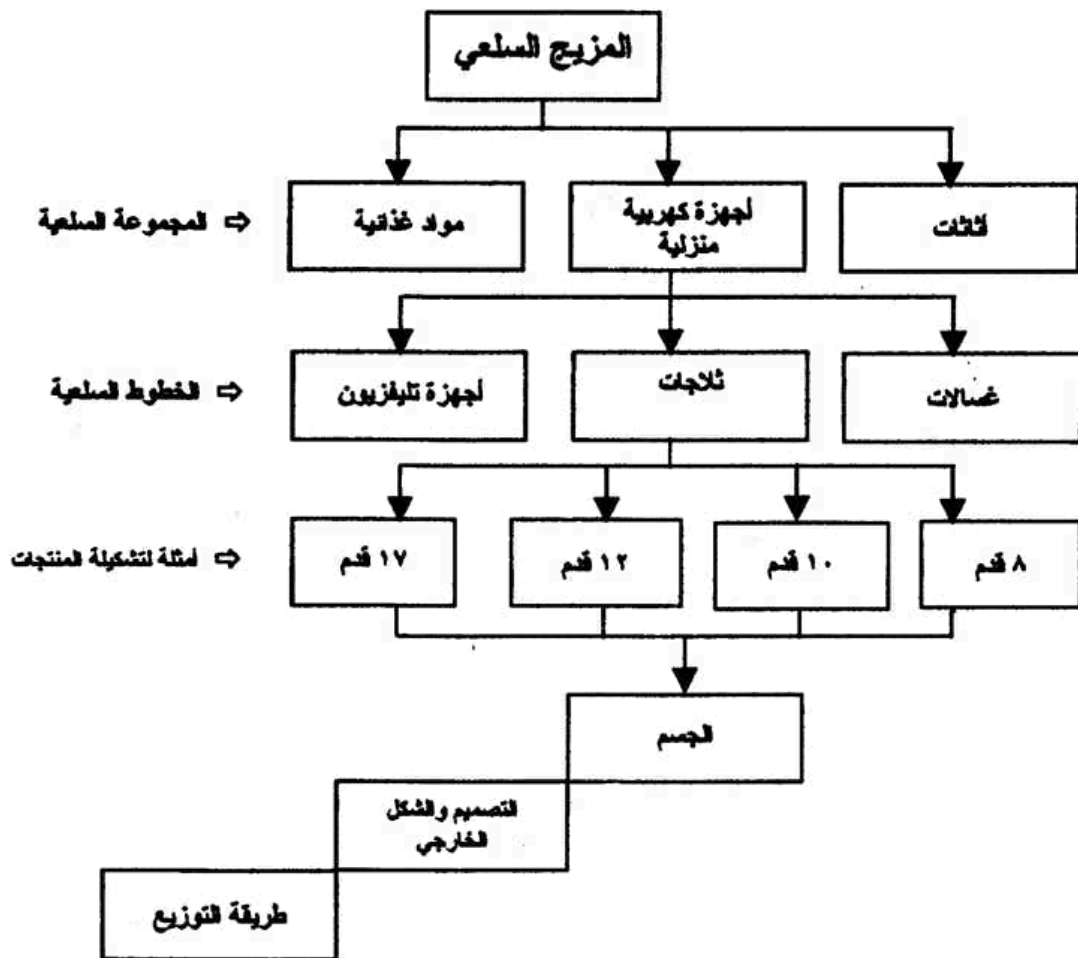 المزيج السلعي
المجموعة السلعية ⇨
مواد غذائية
أجهزة كهربية
منزلية
أثاثات
الخطوط السلعية ⇨
أجهزة تليفزيون
ثلاجات
غسالات
أمثلة لتشكيلة المنتجات ⇨
١٧ قدم
١٢ قدم
١٠ قدم
٨ قدم
الجسم
التصميم والشكل
الخارجي
طريقة التوزيع